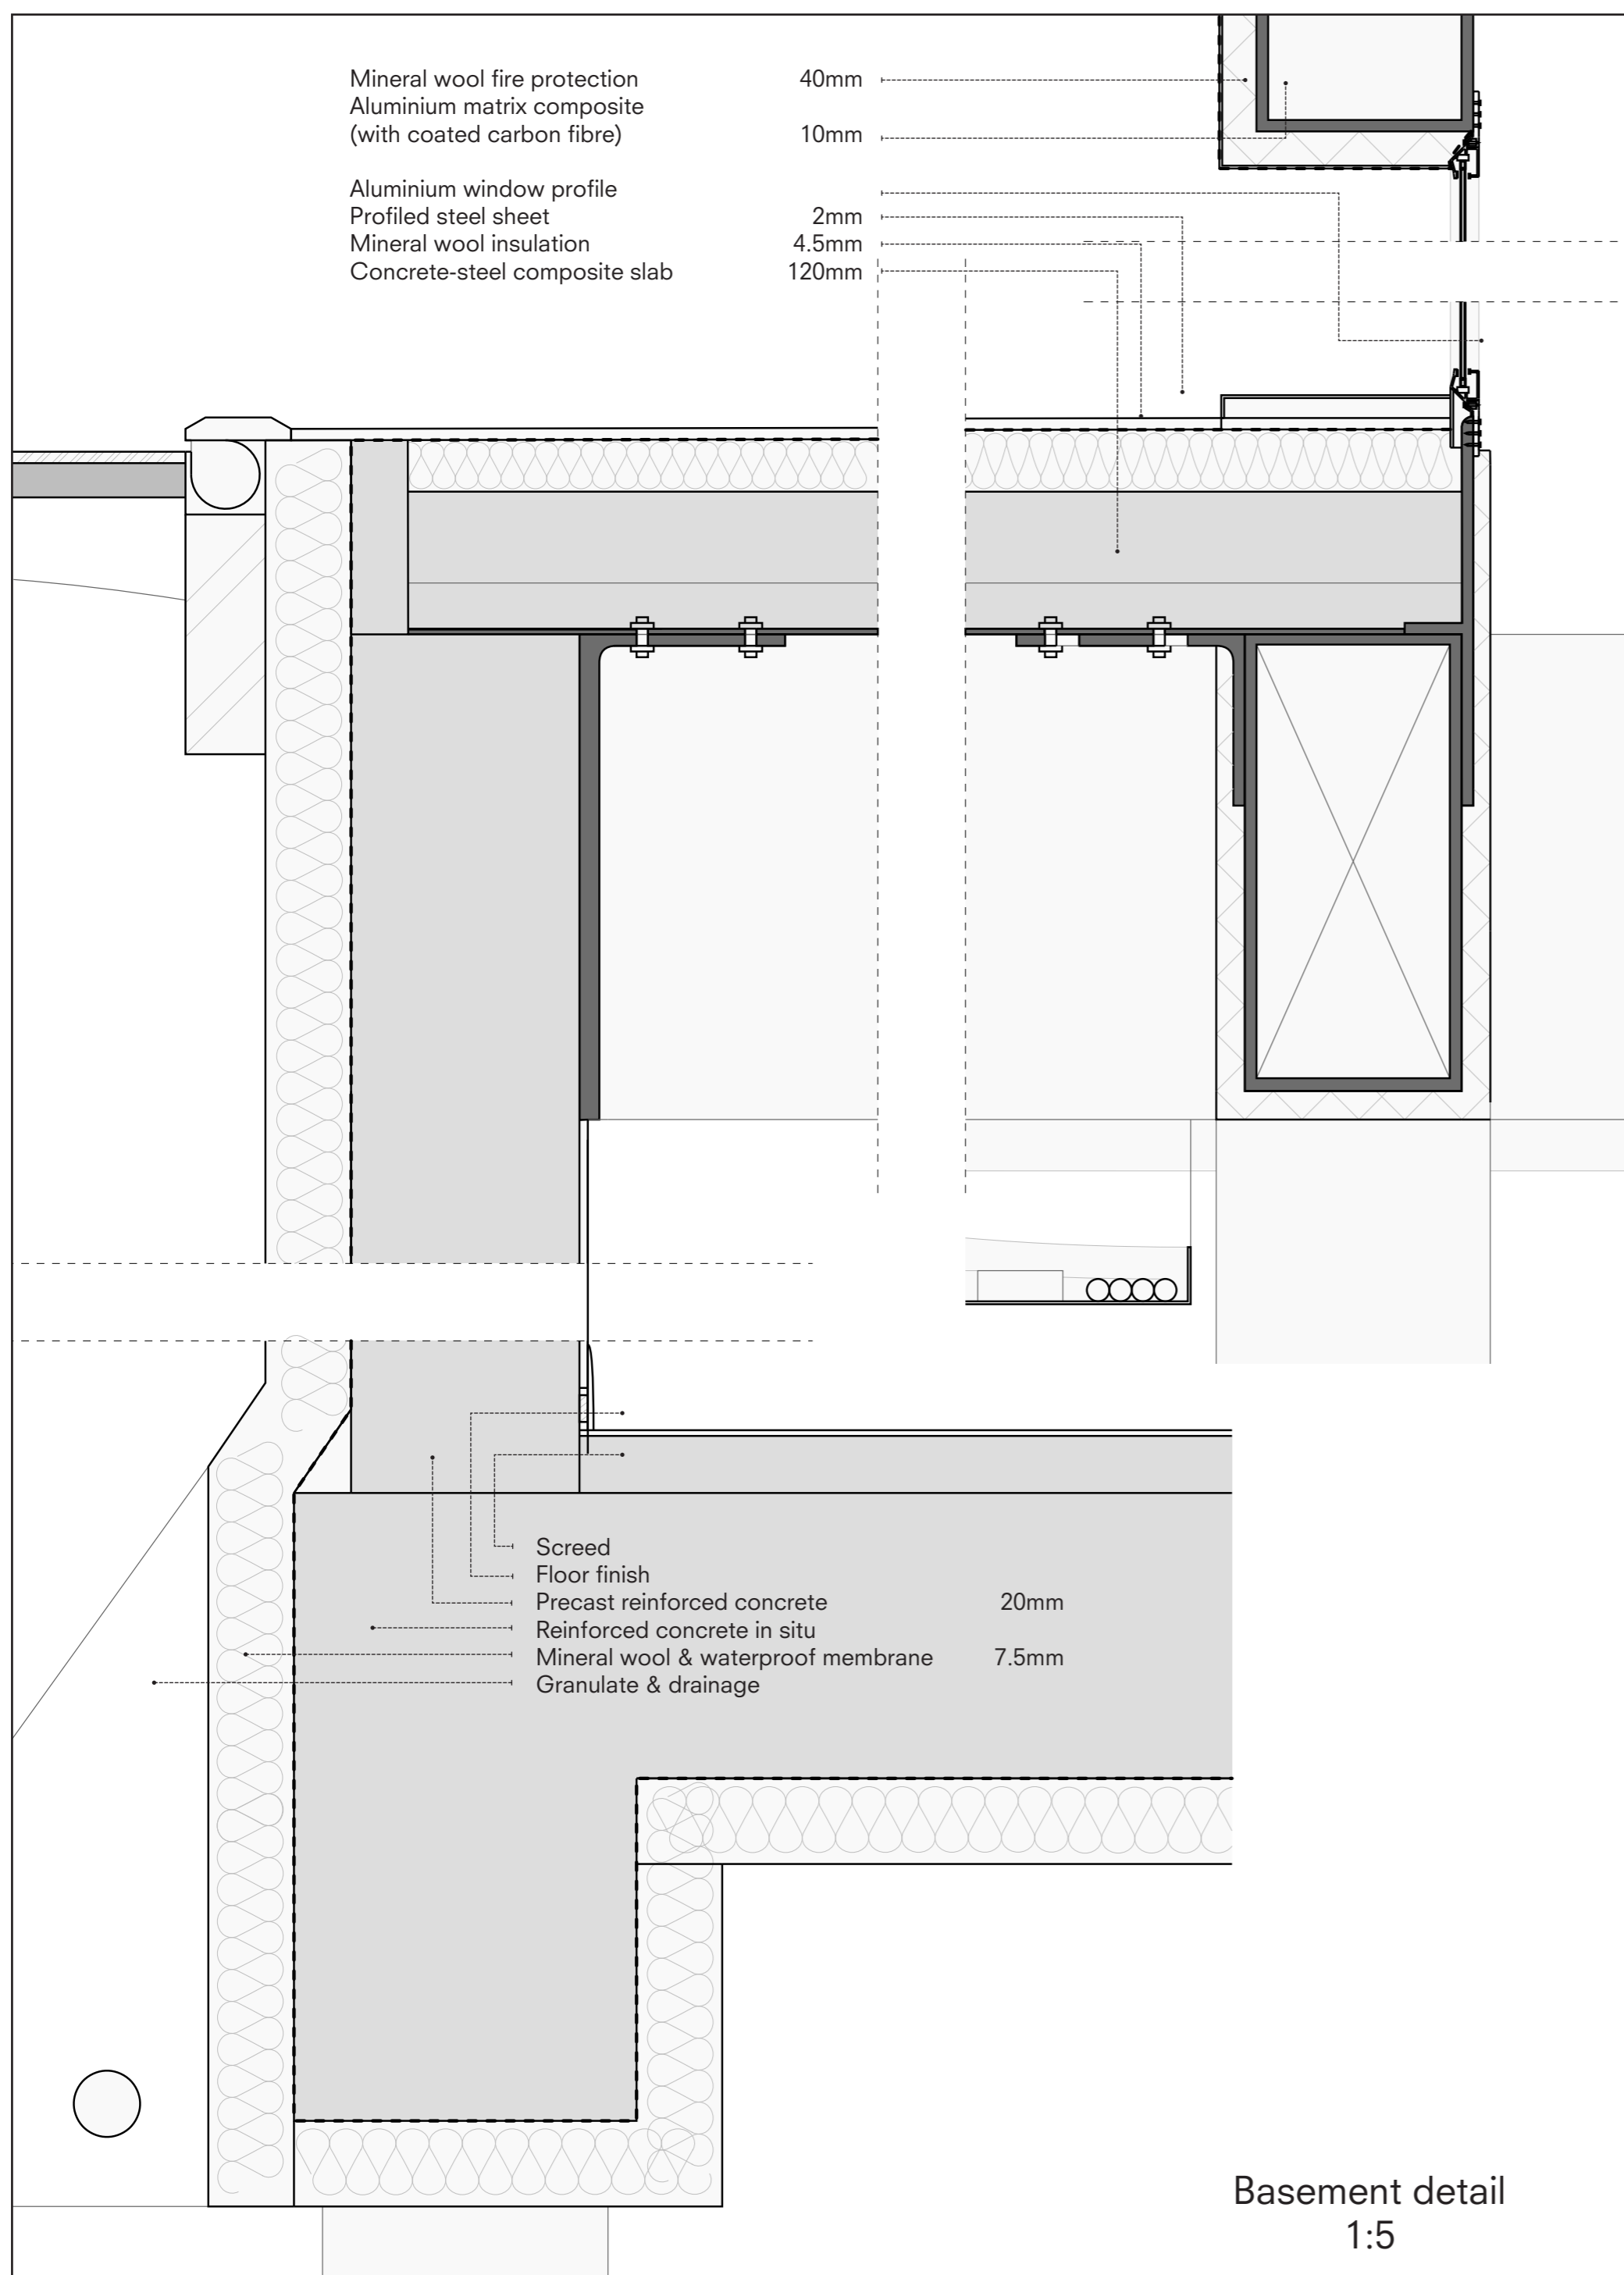 Mineral wool fire protection 40mm
Aluminium matrix composite
(with coated carbon fibre) 10mm
Aluminium window profile
Profiled steel sheet 2mm
Mineral wool insulation 4.5mm
Concrete-steel composite slab 120mm
Screed
Floor finish
Precast reinforced concrete 20mm
Reinforced concrete in situ
Mineral wool & waterproof membrane 7.5mm
Granulate & drainage
Basement detail
1:5